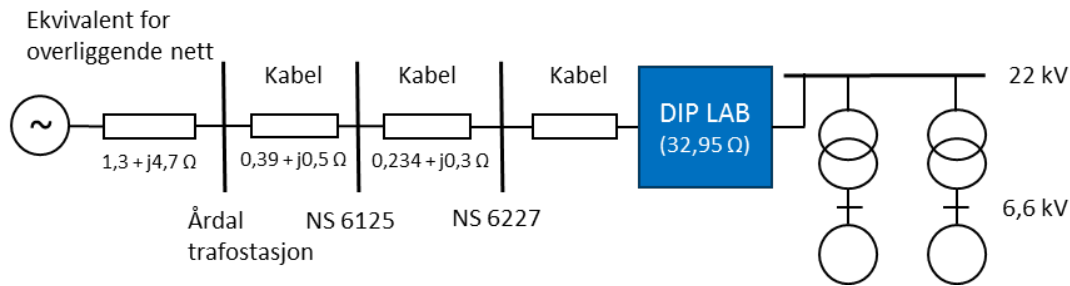 Ekvivalent for
overliggende nett
Kabel
Kabel
Kabel
22 kV
~
DIP LAB
(32,95 Ω)
1,3 + j4,7 Ω
0,39 + j0,5 Ω
0,234 + j0,3 Ω
6,6 kV
Årdal
trafostasjon
NS 6125
NS 6227